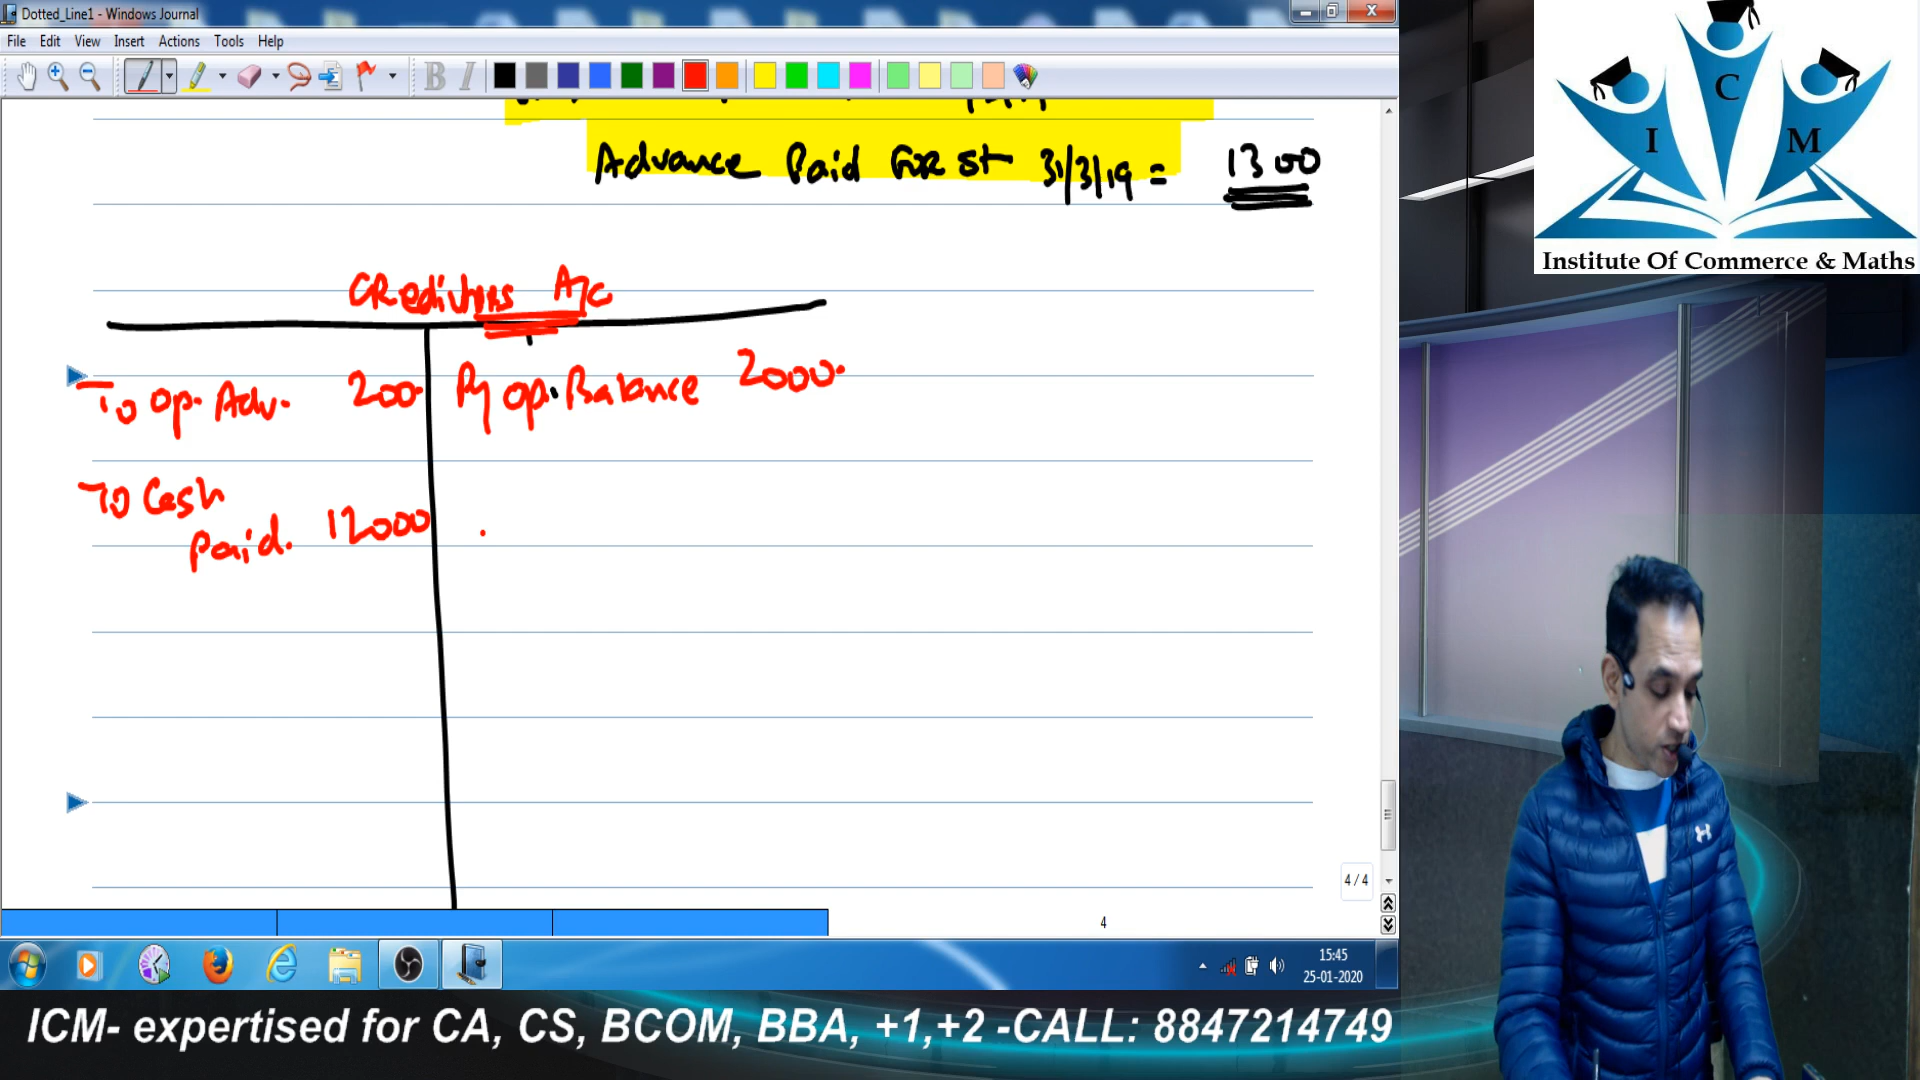 Dotted_Line1 - Windows Journal
File Edit View Insert Actions Tools Help
B I
Advance Paid for st 31/3/19 = 1300
CReditors A/C
To op. Adv. 200 By op. Balance 2000
To Cash
Paid. 12000
4 / 4
4
15:45
25-01-2020
I C M
Institute Of Commerce & Maths
ICM- expertised for CA, CS, BCOM, BBA, +1,+2 -CALL: 8847214749